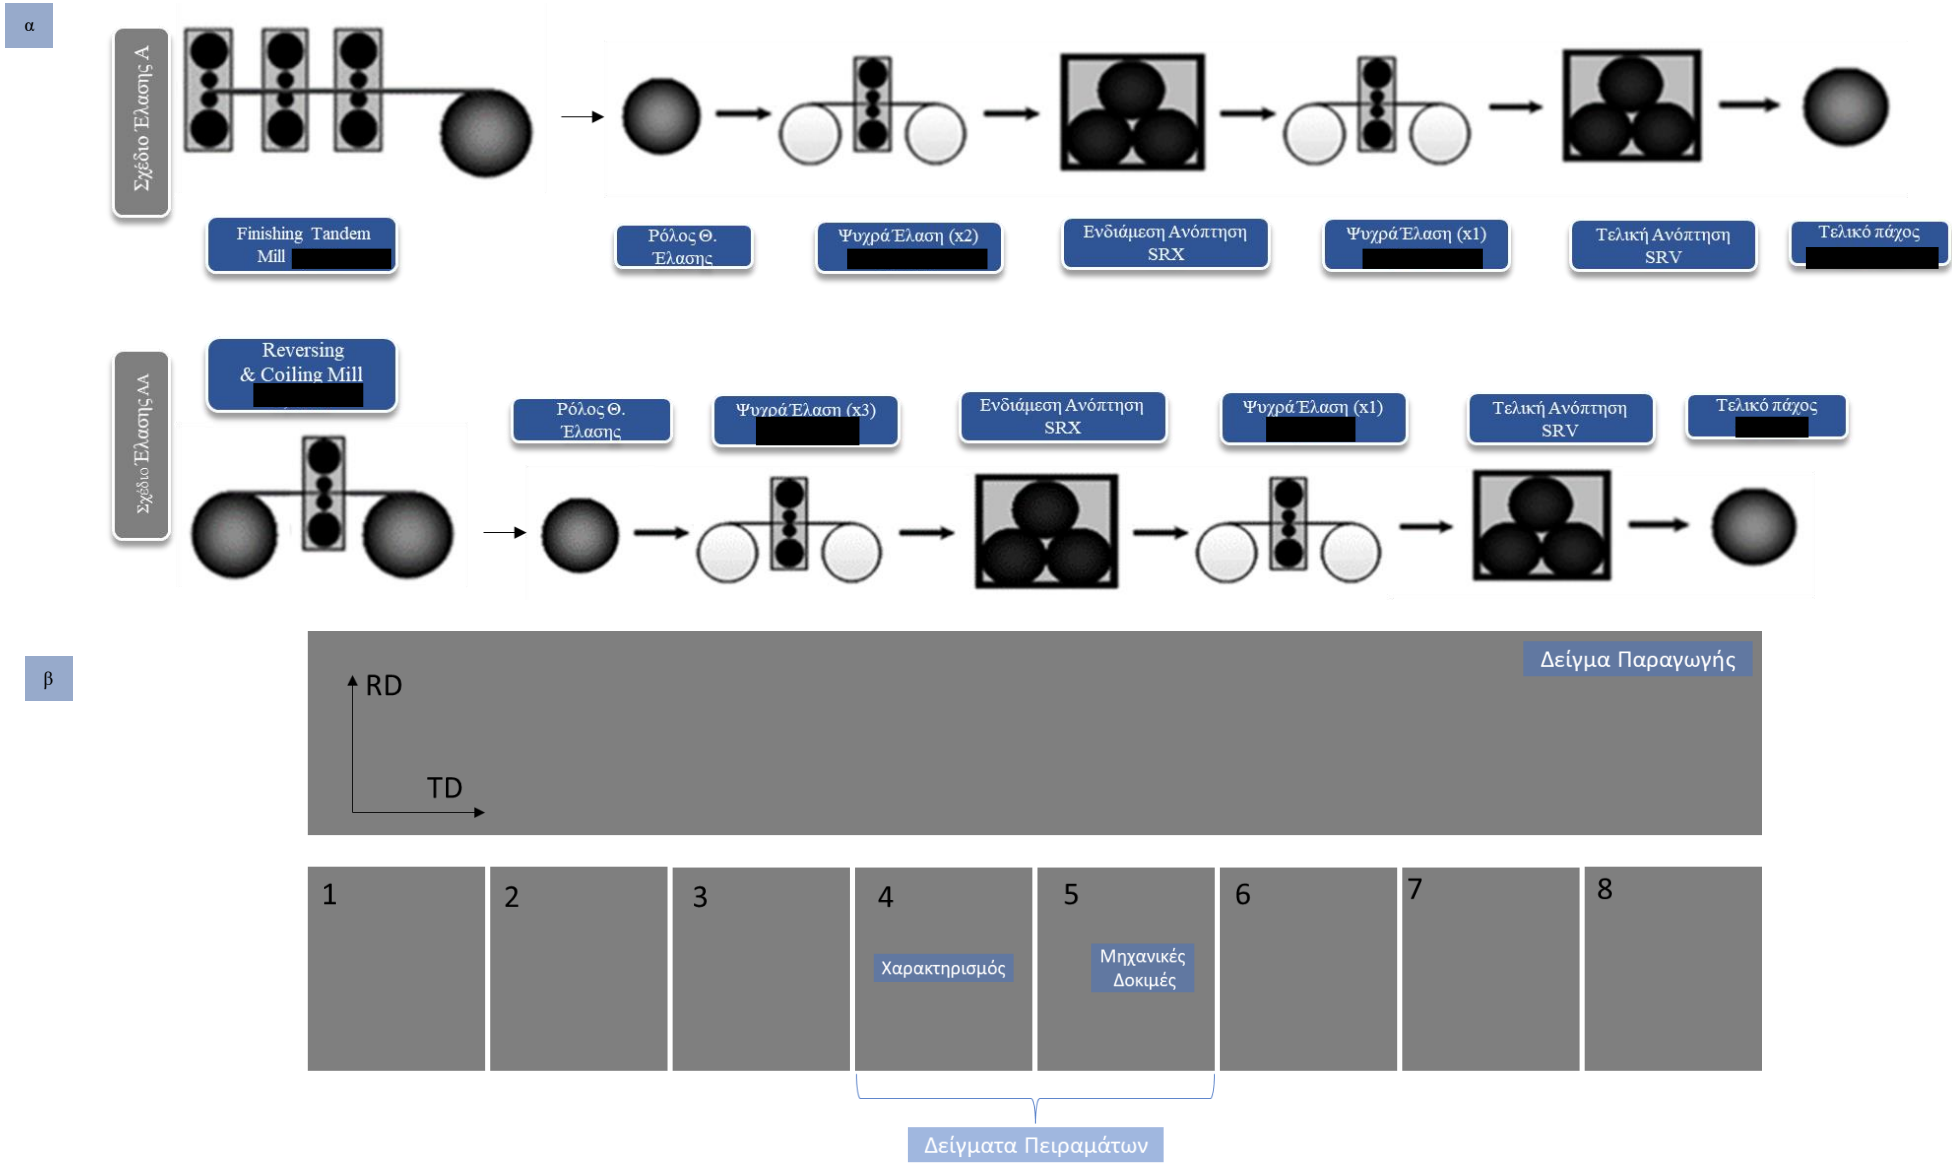 α
Σχέδιο Έλασης Α
Finishing Tandem
Mill
Ρόλος Θ.
Έλασης
Ψυχρά Έλαση (x2)
Ενδιάμεση Ανόπτηση
SRX
Ψυχρά Έλαση (x1)
Τελική Ανόπτηση
SRV
Τελικό πάχος
Σχέδιο Έλασης ΑΑ
Reversing
& Coiling Mill
Ρόλος Θ.
Έλασης
Ψυχρά Έλαση (x3)
Ενδιάμεση Ανόπτηση
SRX
Ψυχρά Έλαση (x1)
Τελική Ανόπτηση
SRV
Τελικό πάχος
β
Δείγμα Παραγωγής
RD
TD
1
2
3
4
5
6
7
8
Χαρακτηρισμός
Μηχανικές
Δοκιμές
Δείγματα Πειραμάτων